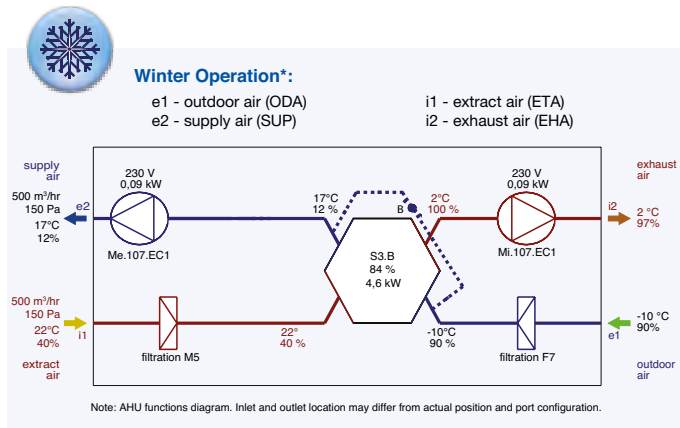 Winter Operation*:
e1 - outdoor air (ODA)
i1 - extract air (ETA)
e2 - supply air (SUP)
i2 - exhaust air (EHA)
supply
air
500 m³/hr
150 Pa
17°C
12%
e2
230 V
0,09 kW
Me.107.EC1
17°C
12 %
B
2°C
100 %
230 V
0,09 kW
Mi.107.EC1
exhaust
air
i2
2 °C
97%
S3.B
84 %
4,6 kW
500 m³/hr
150 Pa
22°C
40%
i1
extract
air
filtration M5
22°
40 %
-10°C
90 %
filtration F7
e1
-10 °C
90%
outdoor
air
Note: AHU functions diagram. Inlet and outlet location may differ from actual position and port configuration.